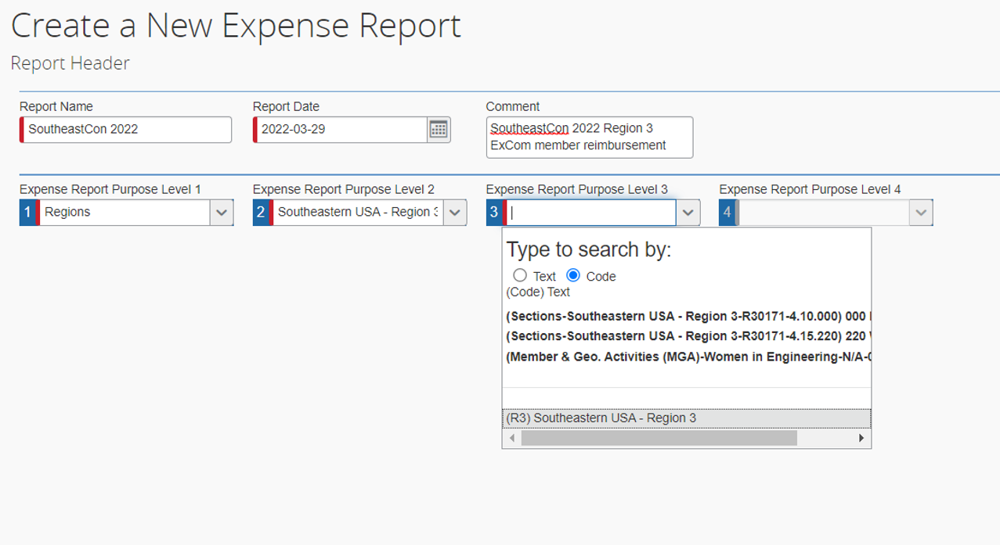 Create a New Expense Report
Report Header
Report Name
Report Date
Comment
SoutheastCon 2022
2022-03-29
SoutheastCon 2022 Region 3
ExCom member reimbursement
Expense Report Purpose Level 1
Expense Report Purpose Level 2
Expense Report Purpose Level 3
Expense Report Purpose Level 4
1 Regions
2 Southeastern USA - Region 3
3
4
Type to search by:
Text Code
(Code) Text
(Sections-Southeastern USA - Region 3-R30171-4.10.000) 000
(Sections-Southeastern USA - Region 3-R30171-4.15.220) 220
(Member & Geo. Activities (MGA)-Women in Engineering-N/A-
(R3) Southeastern USA - Region 3